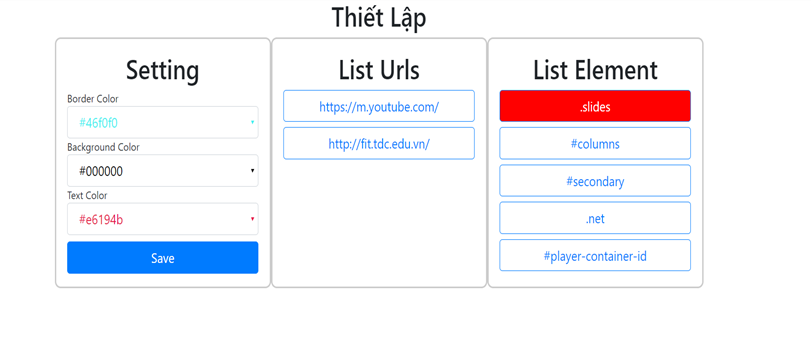 Thiết Lập
Setting
Border Color
#46f0f0
Background Color
#000000
Text Color
#e6194b
Save
List Urls
https://m.youtube.com/
http://fit.tdc.edu.vn/
List Element
.slides
#columns
#secondary
.net
#player-container-id